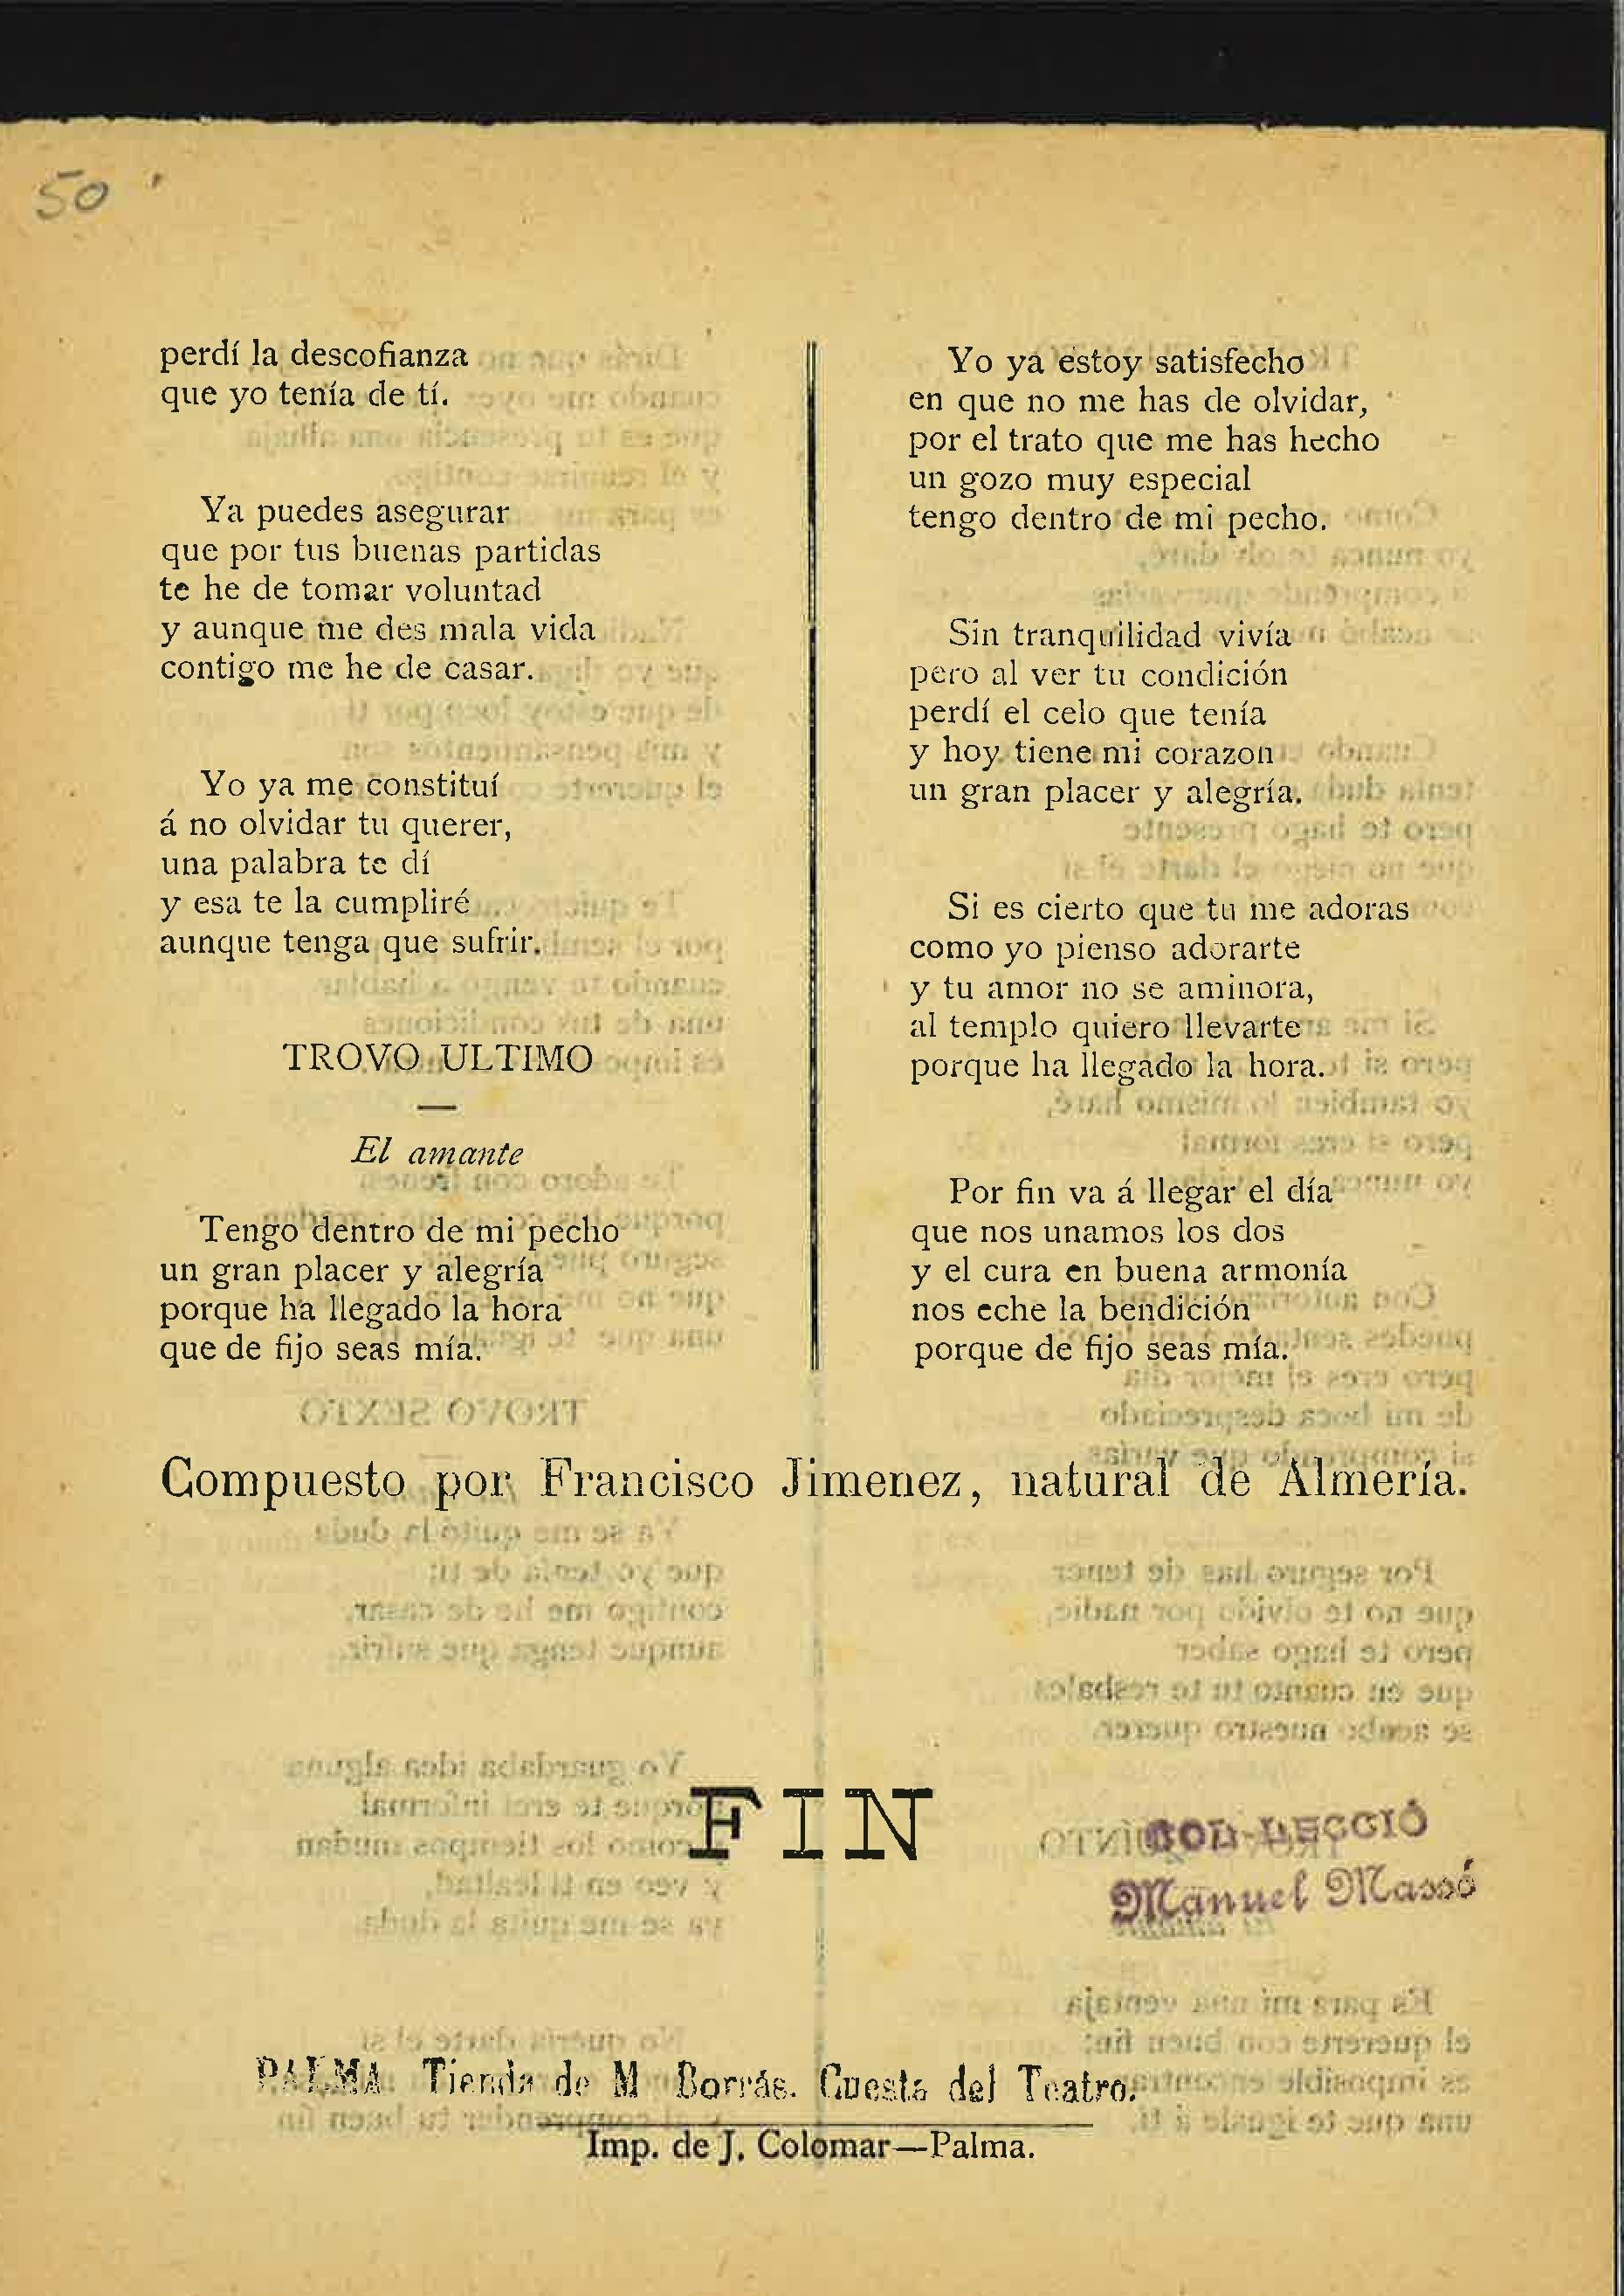 50
perdí la descofianza
que yo tenía de tí.
Ya puedes asegurar
que por tus buenas partidas
te he de tomar voluntad
y aunque me des mala vida
contigo me he de casar.
Yo ya me constituí
á no olvidar tu querer,
una palabra te dí
y esa te la cumpliré
aunque tenga que sufrir.
TROVO ULTIMO
—
El amante
Tengo dentro de mi pecho
un gran placer y alegría
porque ha llegado la hora
que de fijo seas mía.
Yo ya estoy satisfecho
en que no me has de olvidar,
por el trato que me has hecho
un gozo muy especial
tengo dentro de mi pecho.
Sin tranquilidad vivía
pero al ver tu condición
perdí el celo que tenía
y hoy tiene mi corazon
un gran placer y alegría.
Si es cierto que tu me adoras
como yo pienso adorarte
y tu amor no se aminora,
al templo quiero llevarte
porque ha llegado la hora.
Por fin va á llegar el día
que nos unamos los dos
y el cura en buena armonía
nos eche la bendición
porque de fijo seas mía.
Compuesto por Francisco Jimenez, natural de Almería.
FIN
COL-LECCIÓ
Manuel Massó
PALMA Tienda de M Borrás. Cuesta del Teatro.
Imp. de J. Colomar—Palma.